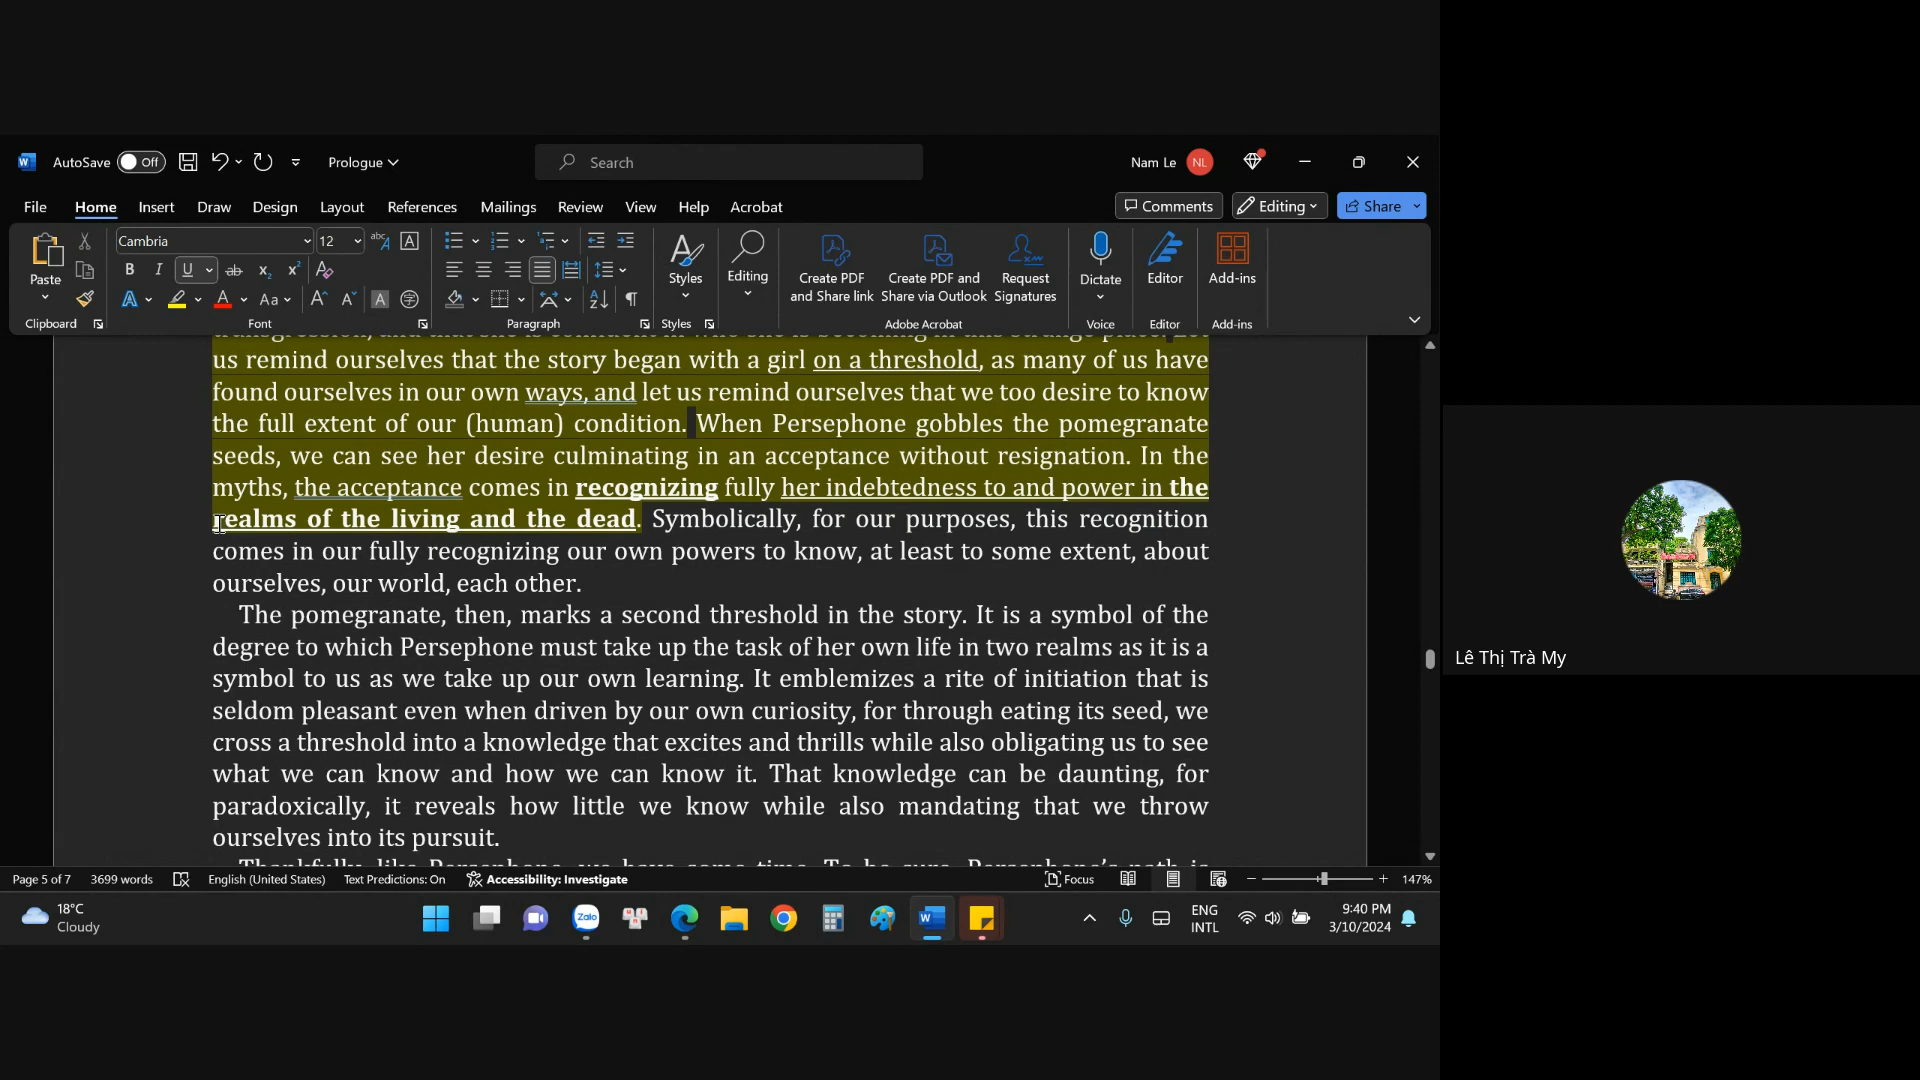 AutoSave Off Prologue Search Nam Le NL
File Home Insert Draw Design Layout References Mailings Review View Help Acrobat Comments Editing Share
Cambria 12
Paste Styles Editing Create PDF and Share link Create PDF and Share via Outlook Request Signatures Dictate Editor Add-ins
Clipboard Font Paragraph Styles Adobe Acrobat Voice Editor Add-ins
us remind ourselves that the story began with a girl on a threshold, as many of us have
found ourselves in our own ways, and let us remind ourselves that we too desire to know
the full extent of our (human) condition. When Persephone gobbles the pomegranate
seeds, we can see her desire culminating in an acceptance without resignation. In the
myths, the acceptance comes in recognizing fully her indebtedness to and power in the
realms of the living and the dead. Symbolically, for our purposes, this recognition
comes in our fully recognizing our own powers to know, at least to some extent, about
ourselves, our world, each other.
The pomegranate, then, marks a second threshold in the story. It is a symbol of the
degree to which Persephone must take up the task of her own life in two realms as it is a
symbol to us as we take up our own learning. It emblemizes a rite of initiation that is
seldom pleasant even when driven by our own curiosity, for through eating its seed, we
cross a threshold into a knowledge that excites and thrills while also obligating us to see
what we can know and how we can know it. That knowledge can be daunting, for
paradoxically, it reveals how little we know while also mandating that we throw
ourselves into its pursuit.
Thankfully, like Persephone, we have some time. To be sure, Persephone's path is
Page 5 of 7 3699 words English (United States) Text Predictions: On Accessibility: Investigate Focus 147%
18°C
Cloudy
Zalo
ENG
INTL
9:40 PM
3/10/2024
Lê Thị Trà My